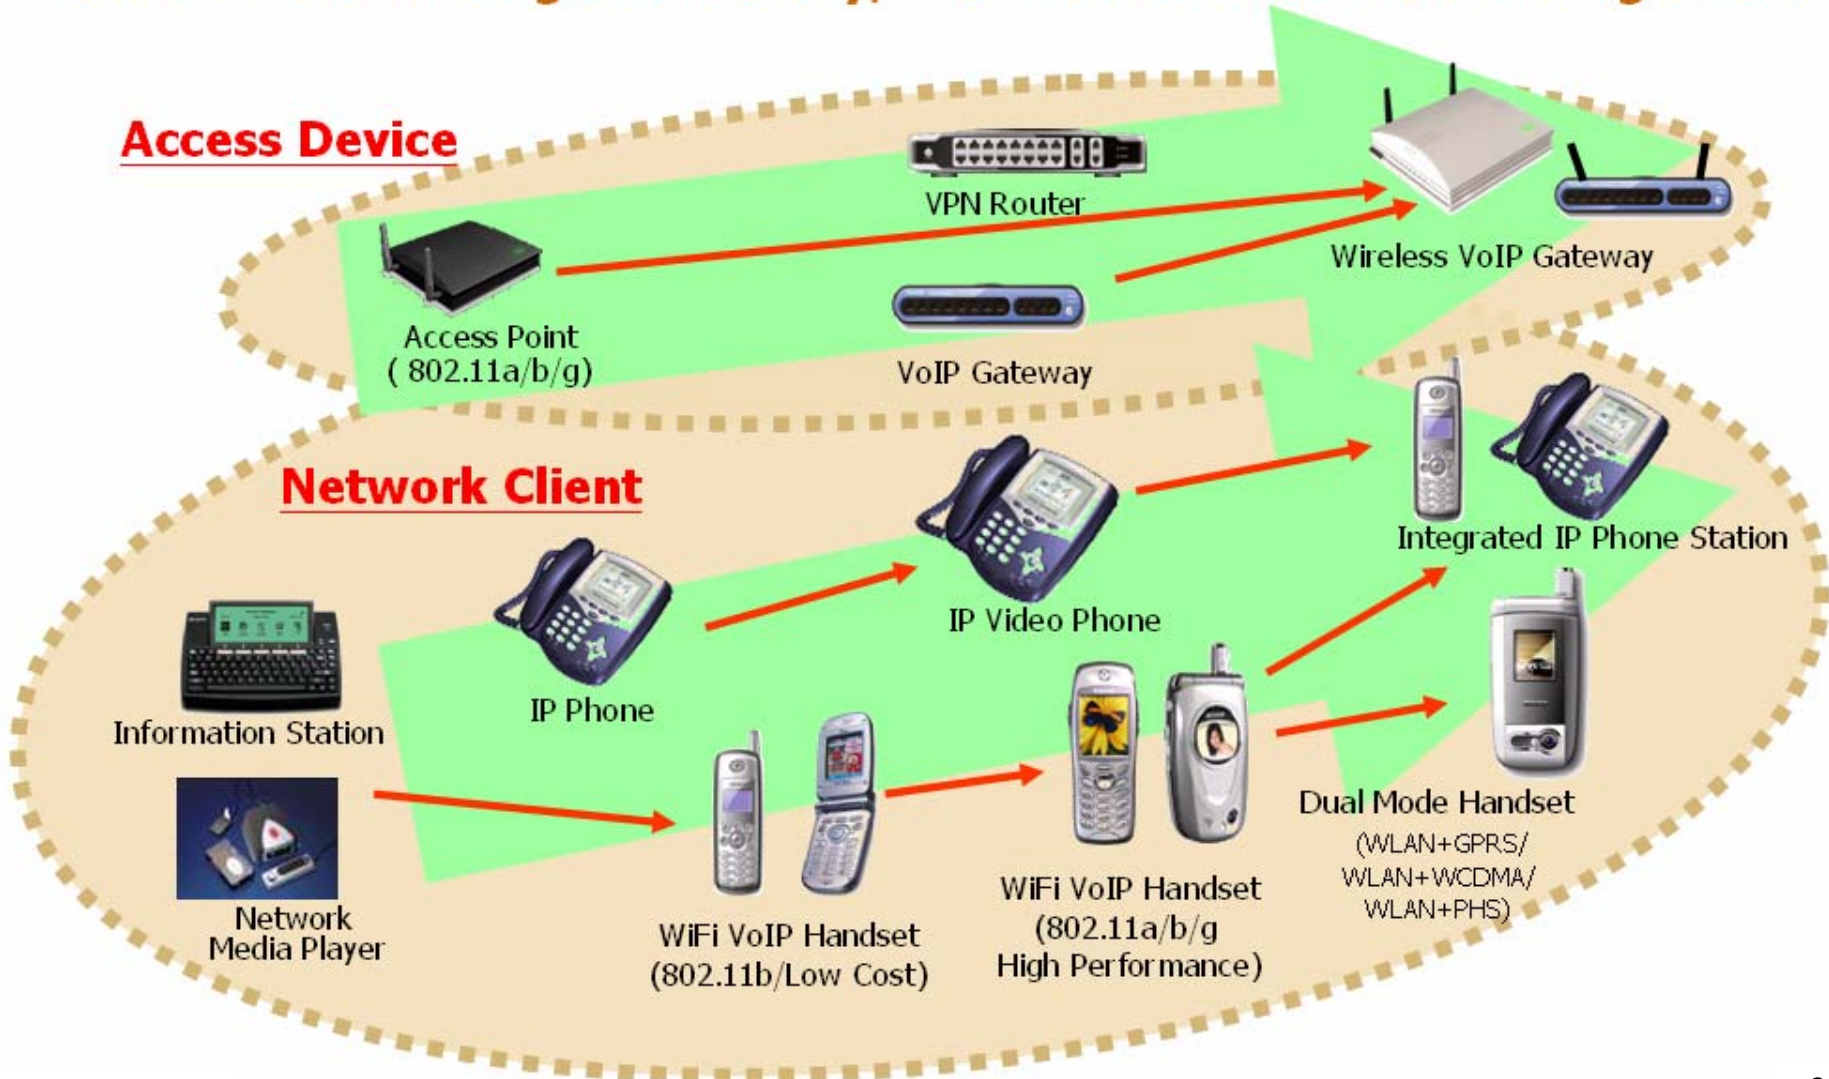 Access Device
VPN Router
Wireless VoIP Gateway
Access Point
( 802.11a/b/g)
VoIP Gateway
Network Client
Integrated IP Phone Station
IP Video Phone
IP Phone
Information Station
Dual Mode Handset
(WLAN+GPRS/
WLAN+WCDMA/
WLAN+PHS)
Network
Media Player
WiFi VoIP Handset
(802.11b/Low Cost)
WiFi VoIP Handset
(802.11a/b/g
High Performance)